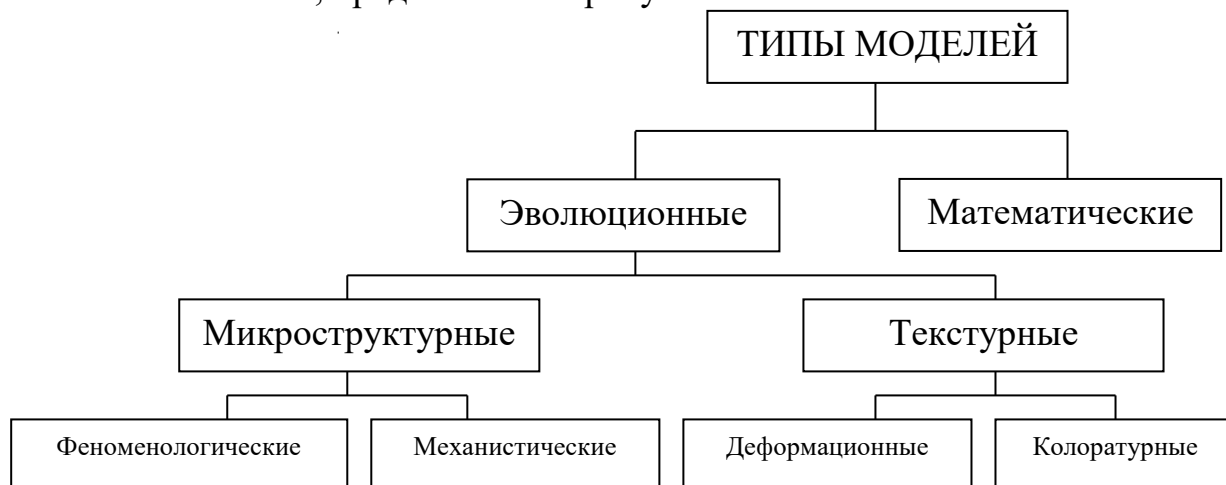 ТИПЫ МОДЕЛЕЙ
Эволюционные
Математические
Микроструктурные
Текстурные
Феноменологические
Механистические
Деформационные
Колоратурные